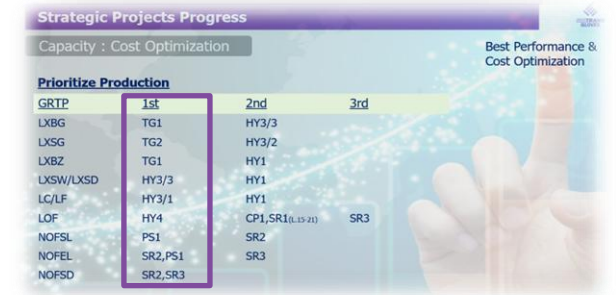 Strategic Projects Progress
Capacity : Cost Optimization
Best Performance &
Cost Optimization
Prioritize Production
GRTP 1st 2nd 3rd
LXBG TG1 HY3/3
LXSG TG2 HY3/2
LXBZ TG1 HY1
LXSW/LXSD HY3/3 HY1
LC/LF HY3/1 HY1
LOF HY4 CP1,SR1(L.15-21) SR3
NOFSL PS1 SR2
NOFEL SR2,PS1 SR3
NOFSD SR2,SR3